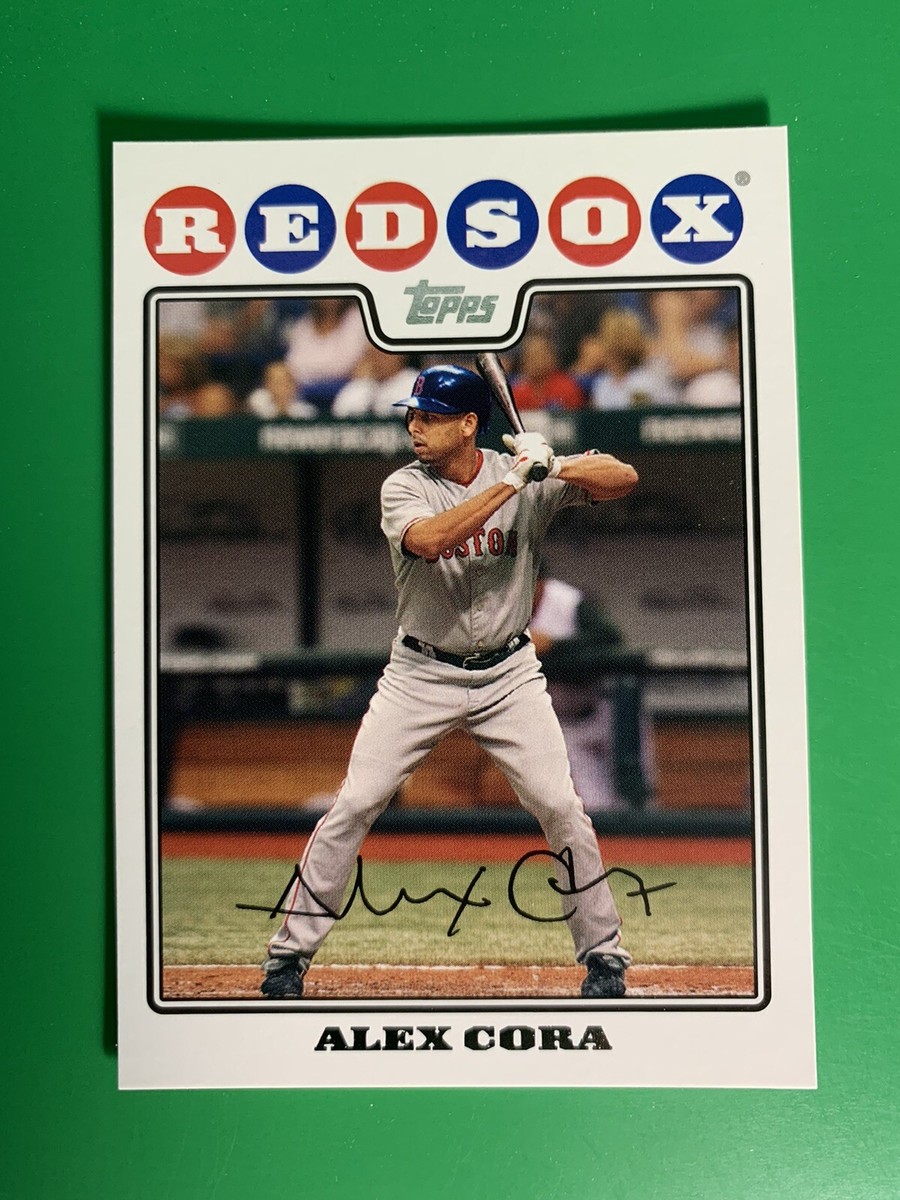 REDSOX®
topps
B
BOSTON
Alex Cora
ALEX CORA